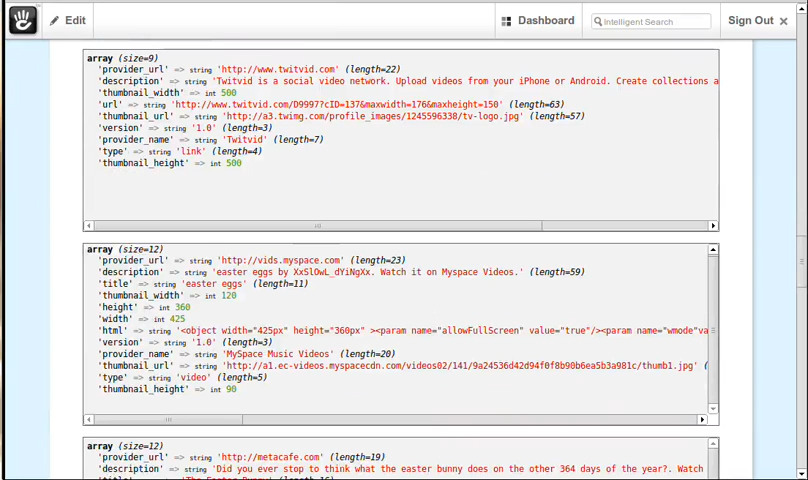 Edit
Dashboard
Intelligent Search
Sign Out ×
array (size=9)
'provider_url' => string 'http://www.twitvid.com' (length=22)
'description' => string 'Twitvid is a social video network. Upload videos from your iPhone or Android. Create collections a
'thumbnail_width' => int 500
'url' => string 'http://www.twitvid.com/D9997?cID=137&maxwidth=176&maxheight=150' (length=63)
'thumbnail_url' => string 'http://a3.twimg.com/profile_images/1245596338/tv-logo.jpg' (length=57)
'version' => string '1.0' (length=3)
'provider_name' => string 'Twitvid' (length=7)
'type' => string 'link' (length=4)
'thumbnail_height' => int 500
array (size=12)
'provider_url' => string 'http://vids.myspace.com' (length=23)
'description' => string 'easter eggs by XxSlOwL_dYiNgXx. Watch it on Myspace Videos.' (length=59)
'title' => string 'easter eggs' (length=11)
'thumbnail_width' => int 120
'height' => int 360
'width' => int 425
'html' => string '<object width="425px" height="360px" ><param name="allowFullScreen" value="true"/><param name="wmode"va
'version' => string '1.0' (length=3)
'provider_name' => string 'MySpace Music Videos' (length=20)
'thumbnail_url' => string 'http://a1.ec-videos.myspacecdn.com/videos02/141/9a24536d42d94f0f8b90b6ea5b3a981c/thumb1.jpg' (
'type' => string 'video' (length=5)
'thumbnail_height' => int 90
array (size=12)
'provider_url' => string 'http://metacafe.com' (length=19)
'description' => string 'Did you ever stop to think what the easter bunny does on the other 364 days of the year?. Watch
'title' => string 'The Easter Bunny' (length=16)